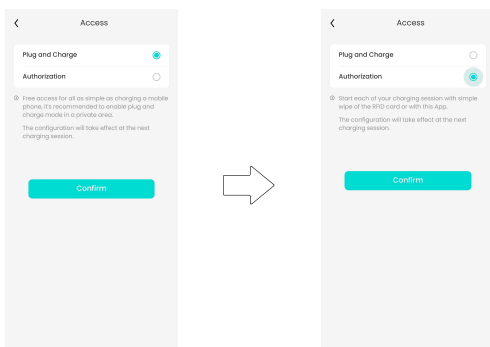 Access
Plug and Charge
Authorization
Free access for all as simple as charging a mobile
phone. It's recommended to enable plug and
charge mode in a private area.
The configuration will take effect at the next
charging session.
Confirm
Access
Plug and Charge
Authorization
Start each of your charging session with simple
wipe of the RFID card or with this App.
The configuration will take effect at the next
charging session.
Confirm